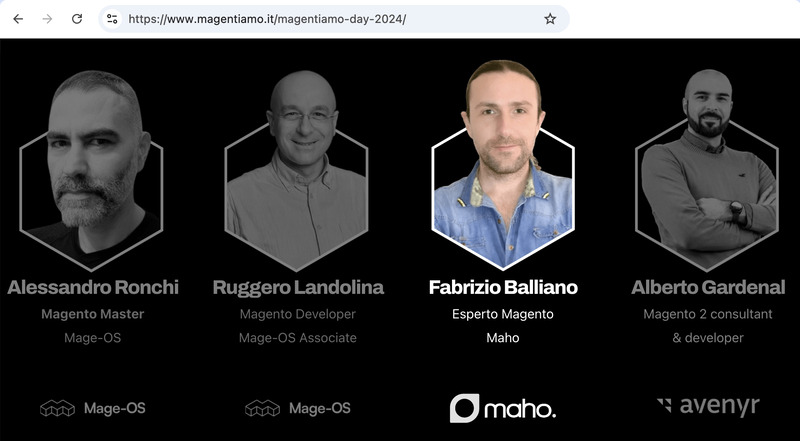 https://www.magentiamo.it/magentiamo-day-2024/
Alessandro Ronchi
Magento Master
Mage-OS
Mage-OS
Ruggero Landolina
Magento Developer
Mage-OS Associate
Mage-OS
Fabrizio Balliano
Esperto Magento
Maho
maho.
Alberto Gardenal
Magento 2 consultant
& developer
avenyr